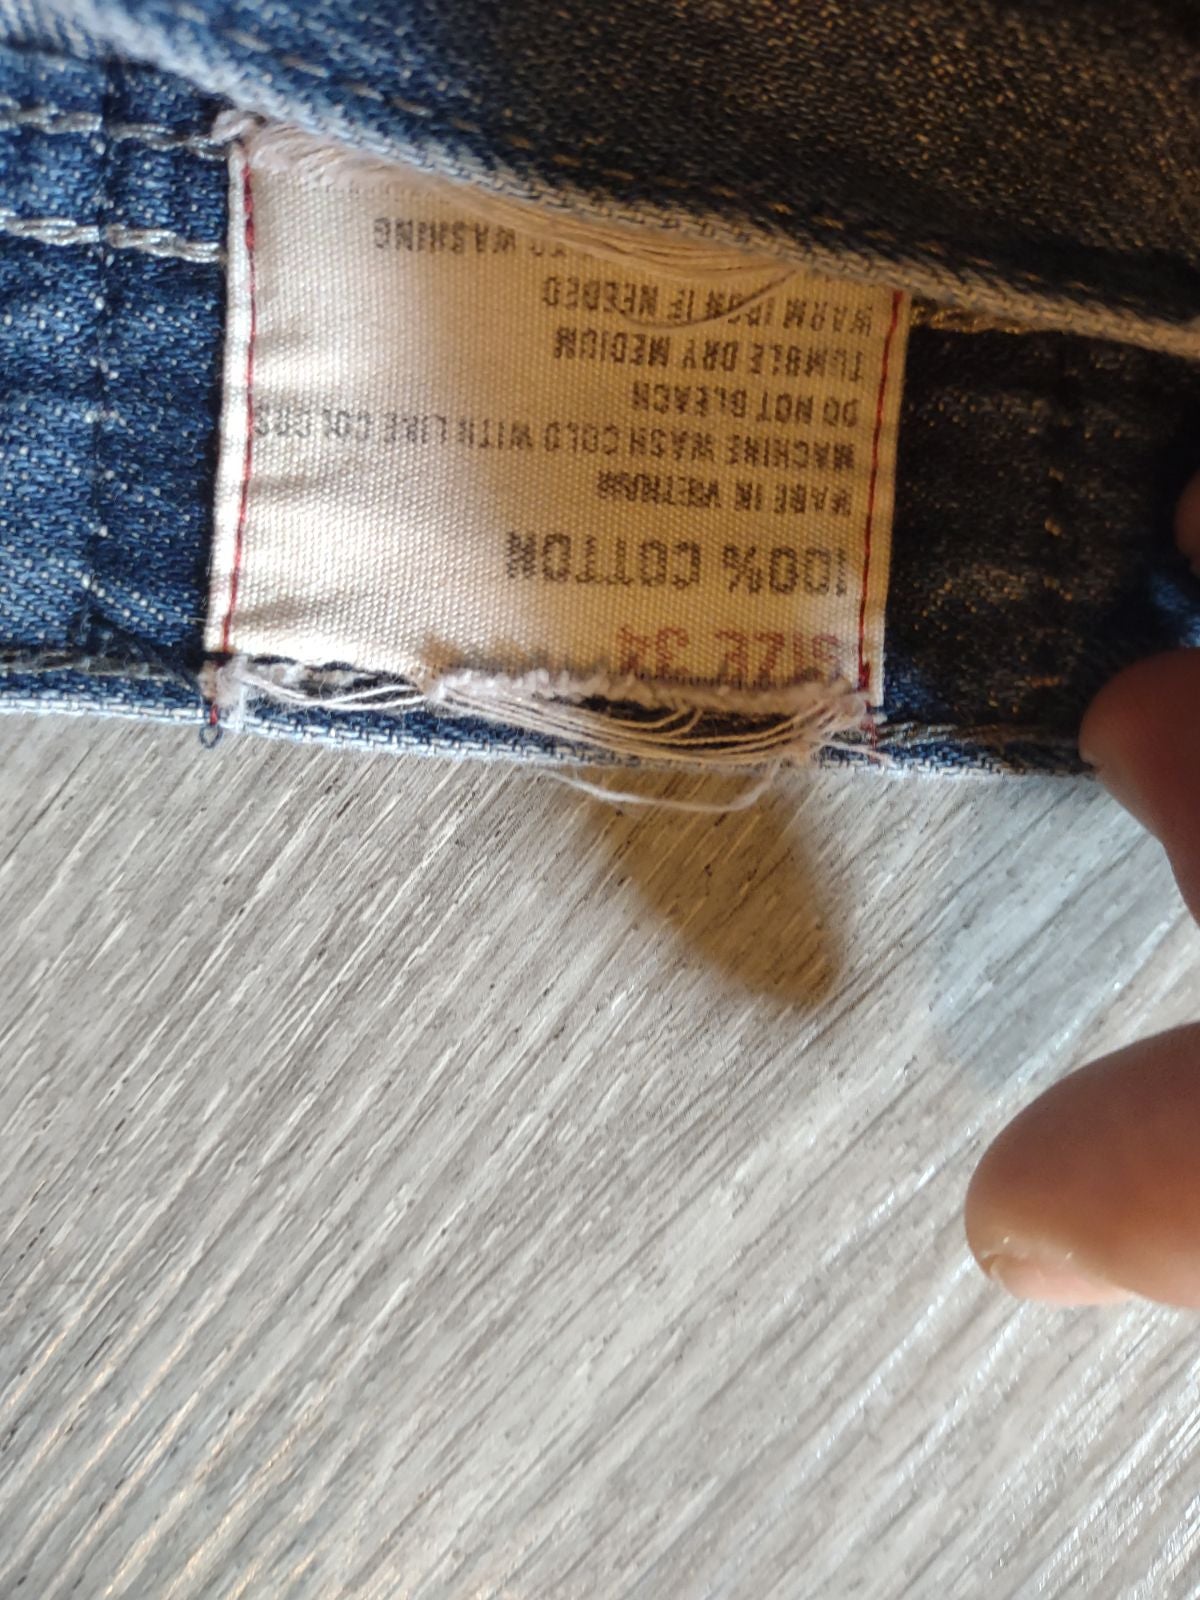 SIZE 34
100% COTTON
MADE IN VIETNAM
MACHINE WASH COLD WITH LIKE COLORS
DO NOT BLEACH
TUMBLE DRY MEDIUM
WARM IRON IF NEEDED
TO WASHING